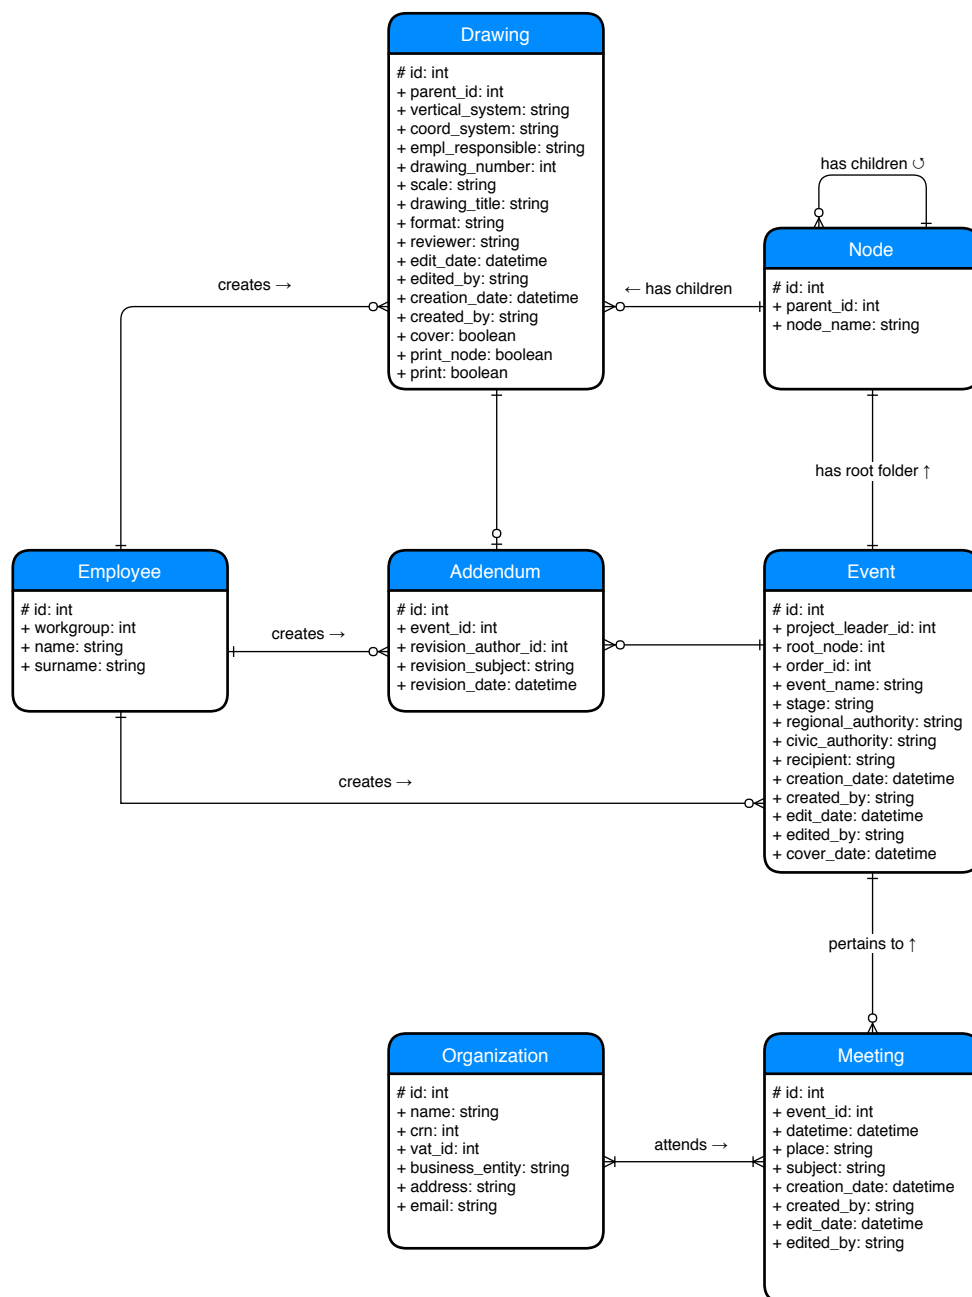 Drawing
# id: int
+ parent_id: int
+ vertical_system: string
+ coord_system: string
+ empl_responsible: string
+ drawing_number: int
+ scale: string
+ drawing_title: string
+ format: string
+ reviewer: string
+ edit_date: datetime
+ edited_by: string
+ creation_date: datetime
+ created_by: string
+ cover: boolean
+ print_node: boolean
+ print: boolean
has children ↺
Node
# id: int
+ parent_id: int
+ node_name: string
creates →
← has children
has root folder ↑
Employee
# id: int
+ workgroup: int
+ name: string
+ surname: string
creates →
Addendum
# id: int
+ event_id: int
+ revision_author_id: int
+ revision_subject: string
+ revision_date: datetime
Event
# id: int
+ project_leader_id: int
+ root_node: int
+ order_id: int
+ event_name: string
+ stage: string
+ regional_authority: string
+ civic_authority: string
+ recipient: string
+ creation_date: datetime
+ created_by: string
+ edit_date: datetime
+ edited_by: string
+ cover_date: datetime
creates →
pertains to ↑
Organization
# id: int
+ name: string
+ crn: int
+ vat_id: int
+ business_entity: string
+ address: string
+ email: string
attends →
Meeting
# id: int
+ event_id: int
+ datetime: datetime
+ place: string
+ subject: string
+ creation_date: datetime
+ created_by: string
+ edit_date: datetime
+ edited_by: string